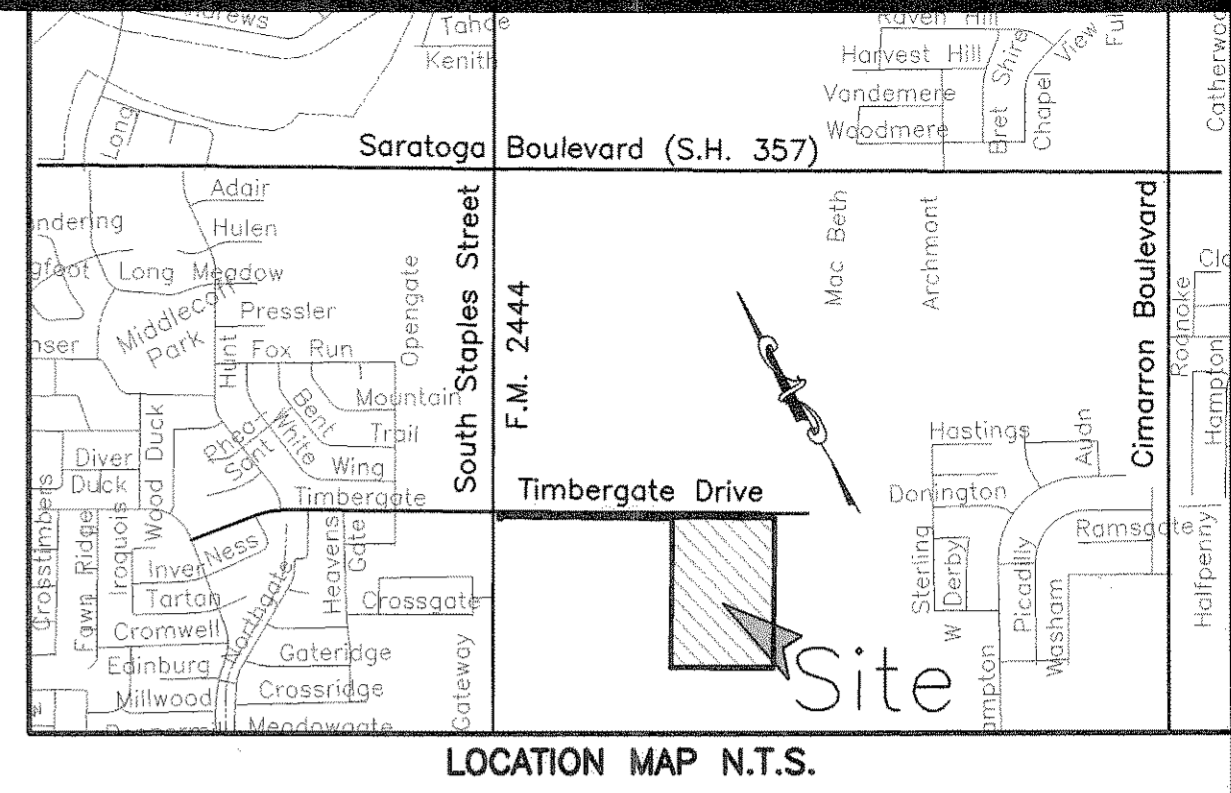 Tahoe
Kenith
Raven Hill
Harvest Hill
Bret Shire
View
Chapel
Vandemere
Woodmere
Long
Saratoga Boulevard (S.H. 357)
Adair
Hulen
Long Meadow
Middlecoff
Park
Pressler
Hunt
Fox Run
Opengate
South Staples Street
F.M. 2444
Mac Beth
Archmont
Cimarron Boulevard
Roanoke
Hampton
Mountain
Trail
Bent
White
Wing
Pheasant
Wood Duck
Diver
Duck
Timbergate
Timbergate Drive
Hastings
Donington
Ramsgate
Sterling
Derby
W
Picadilly
Washam
Halfpenny
Crosstimbers
Fawn Ridge
Iroquois
Inver Ness
Tartan
Cromwell
Edinburg
Millwood
Northgate
Heavens Gate
Crossgate
Gateridge
Crossridge
Meadowgate
Gateway
Site
LOCATION MAP N.T.S.